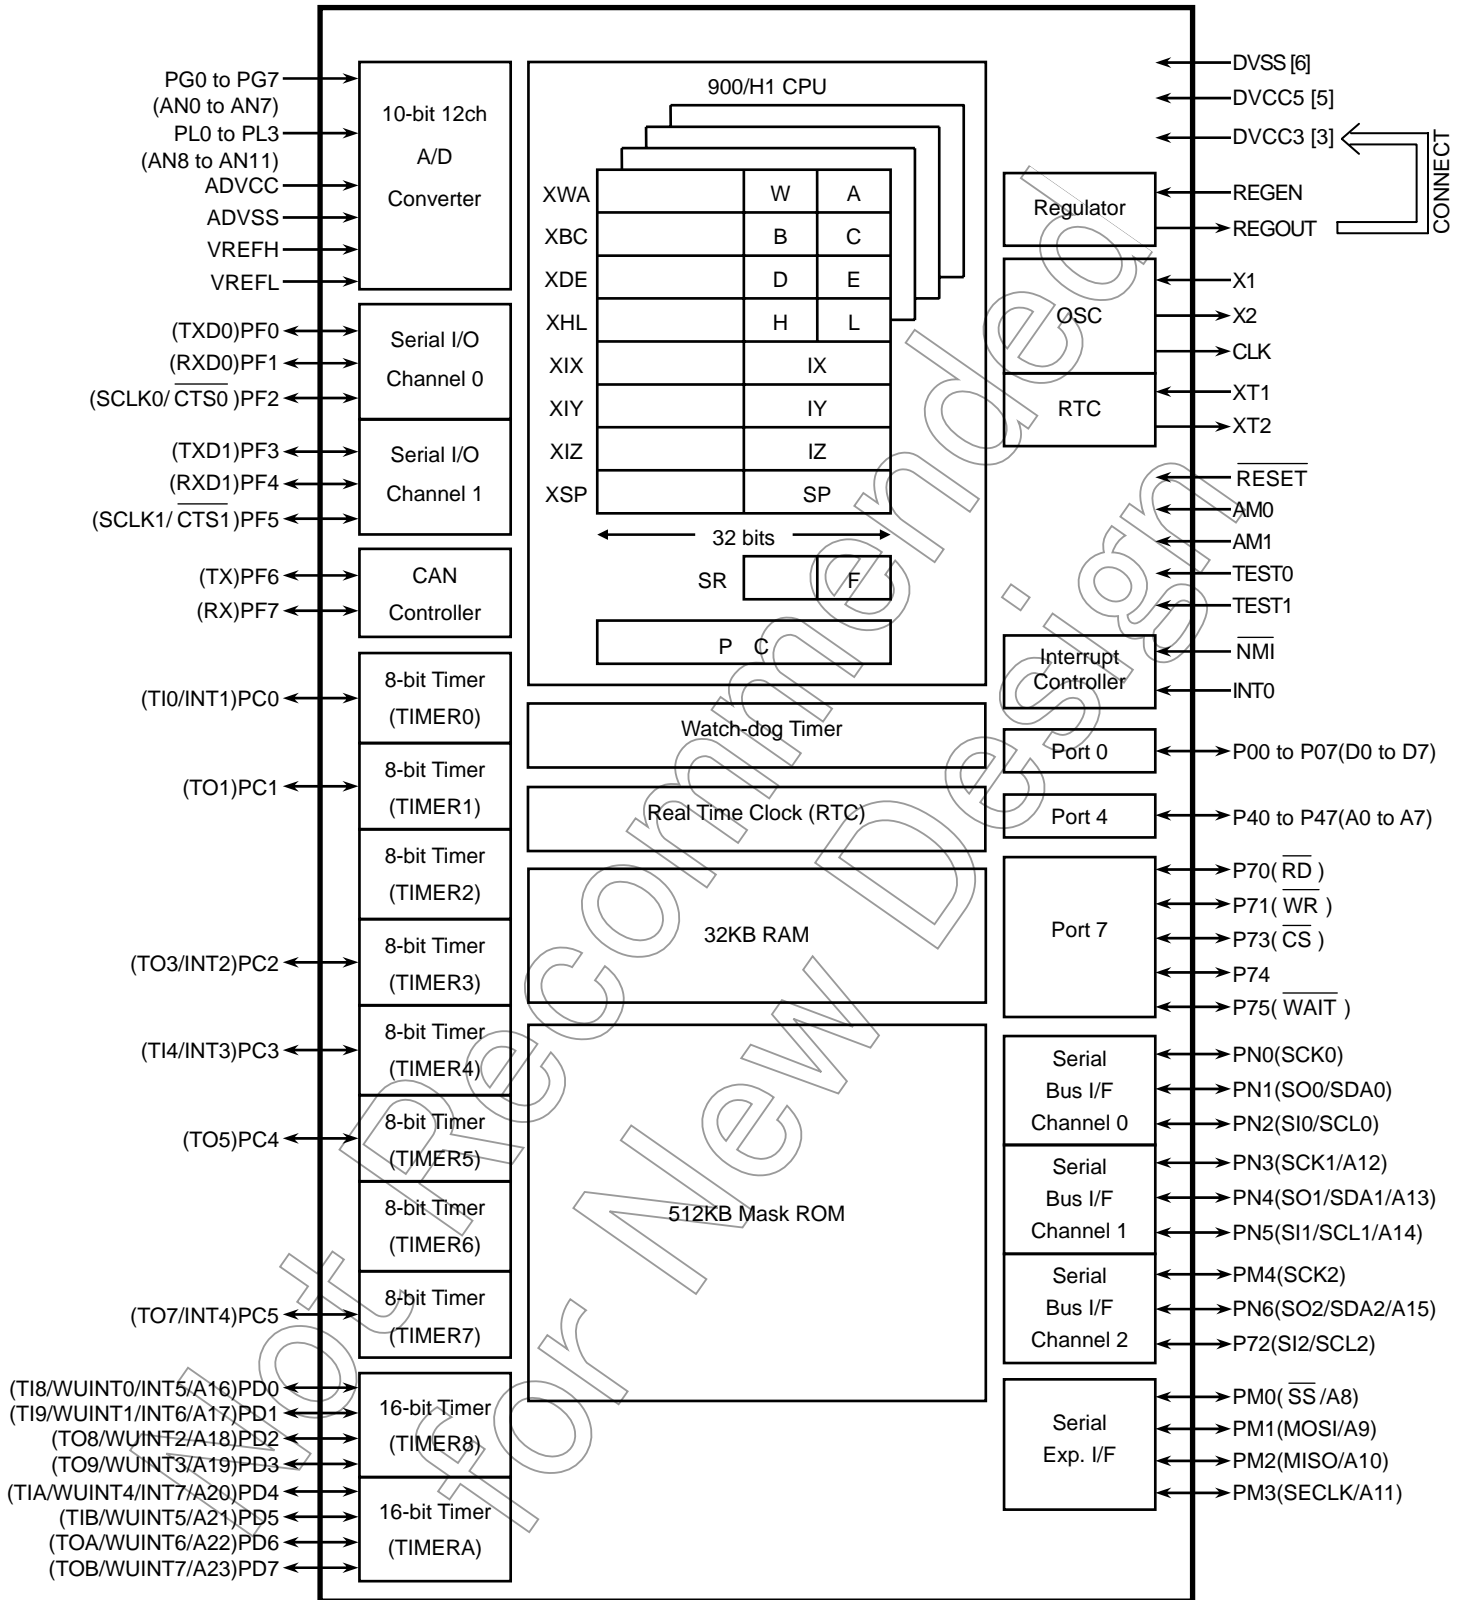 PG0 to PG7
(AN0 to AN7)
PL0 to PL3
(AN8 to AN11)
ADVCC
ADVSS
VREFH
VREFL
10-bit 12ch
A/D
Converter
(TXD0)PF0
(RXD0)PF1
(SCLK0/ CTS0 )PF2
Serial I/O
Channel 0
(TXD1)PF3
(RXD1)PF4
(SCLK1/ CTS1 )PF5
Serial I/O
Channel 1
(TX)PF6
(RX)PF7
CAN
Controller
(TI0/INT1)PC0
8-bit Timer
(TIMER0)
(TO1)PC1
8-bit Timer
(TIMER1)
8-bit Timer
(TIMER2)
(TO3/INT2)PC2
8-bit Timer
(TIMER3)
(TI4/INT3)PC3
8-bit Timer
(TIMER4)
(TO5)PC4
8-bit Timer
(TIMER5)
8-bit Timer
(TIMER6)
(TO7/INT4)PC5
8-bit Timer
(TIMER7)
(TI8/WUINT0/INT5/A16)PD0
(TI9/WUINT1/INT6/A17)PD1
(TO8/WUINT2/A18)PD2
(TO9/WUINT3/A19)PD3
16-bit Timer
(TIMER8)
(TIA/WUINT4/INT7/A20)PD4
(TIB/WUINT5/A21)PD5
(TOA/WUINT6/A22)PD6
(TOB/WUINT7/A23)PD7
16-bit Timer
(TIMERA)
900/H1 CPU
XWA W A
XBC B C
XDE D E
XHL H L
XIX IX
XIY IY
XIZ IZ
XSP SP
32 bits
SR F
P C
Watch-dog Timer
Real Time Clock (RTC)
32KB RAM
512KB Mask ROM
DVSS [6]
DVCC5 [5]
DVCC3 [3]
CONNECT
Regulator
REGEN
REGOUT
OSC
X1
X2
CLK
RTC
XT1
XT2
RESET
AM0
AM1
TEST0
TEST1
Interrupt
Controller
NMI
INT0
Port 0
P00 to P07(D0 to D7)
Port 4
P40 to P47(A0 to A7)
Port 7
P70( RD )
P71( WR )
P73( CS )
P74
P75( WAIT )
Serial
Bus I/F
Channel 0
PN0(SCK0)
PN1(SO0/SDA0)
PN2(SI0/SCL0)
Serial
Bus I/F
Channel 1
PN3(SCK1/A12)
PN4(SO1/SDA1/A13)
PN5(SI1/SCL1/A14)
Serial
Bus I/F
Channel 2
PM4(SCK2)
PN6(SO2/SDA2/A15)
P72(SI2/SCL2)
Serial
Exp. I/F
PM0( SS /A8)
PM1(MOSI/A9)
PM2(MISO/A10)
PM3(SECLK/A11)
Not Recommended
for New Design